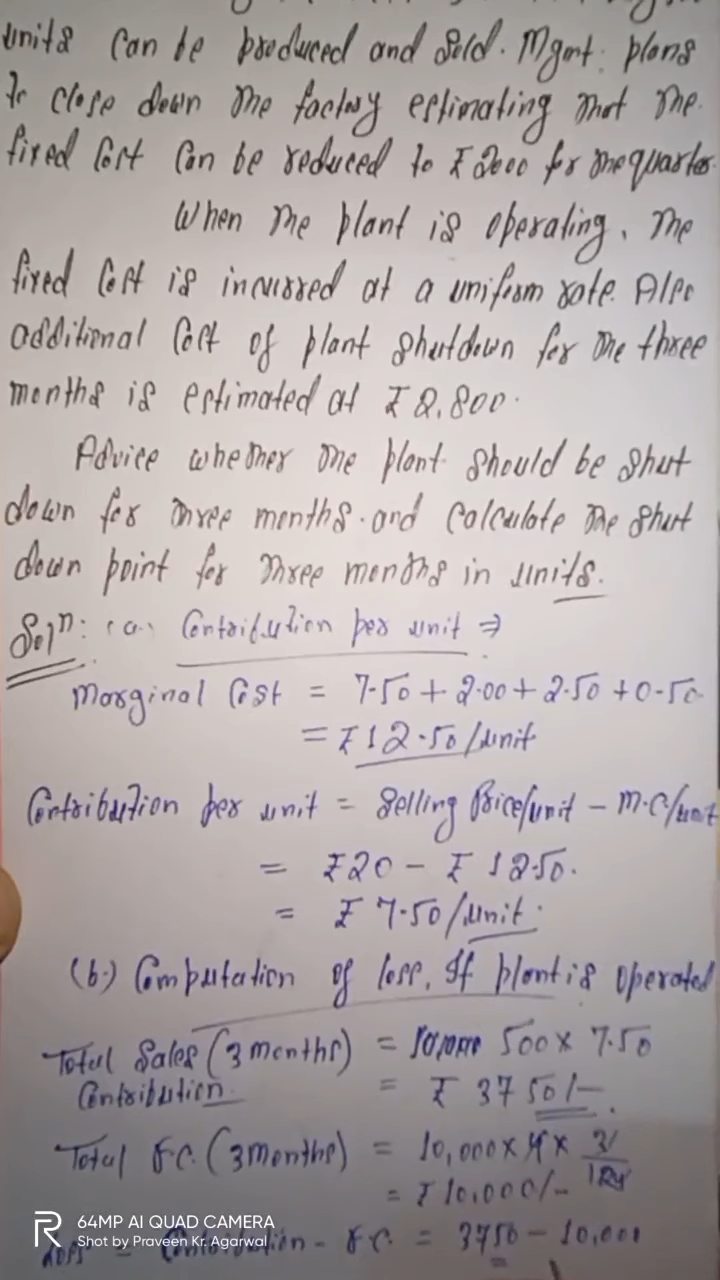 units can be produced and sold. Mgmt. plans
to close down the factory estimating that the
fixed Cost Can be reduced to ₹2000 for the quarter.
When the plant is operating, The
fixed Cost is incurred at a uniform rate. Also
additional Cost of plant shutdown for the three
months is estimated at ₹2,800.
Advice whether the plant should be shut
down for three months and calculate the shut
down point for three months in units.
Solⁿ: (a) Contribution per unit ⇒
Marginal Cost = 7.50 + 2.00 + 2.50 + 0.50
= ₹12.50/unit
Contribution per unit = Selling Price/unit - M.C/unit
= ₹20 - ₹12.50.
= ₹7.50/unit.
(b) Computation of loss, If plant is operated
Total Sales (3 months) = 500 x 7.50
Contribution = ₹3750/-
Total F.C. (3 months) = 10,000 x 4 x 3/12
= ₹10,000/-
Loss = Contribution - F.C. = 3750 - 10,000
64MP AI QUAD CAMERA
Shot by Praveen Kr. Agarwal